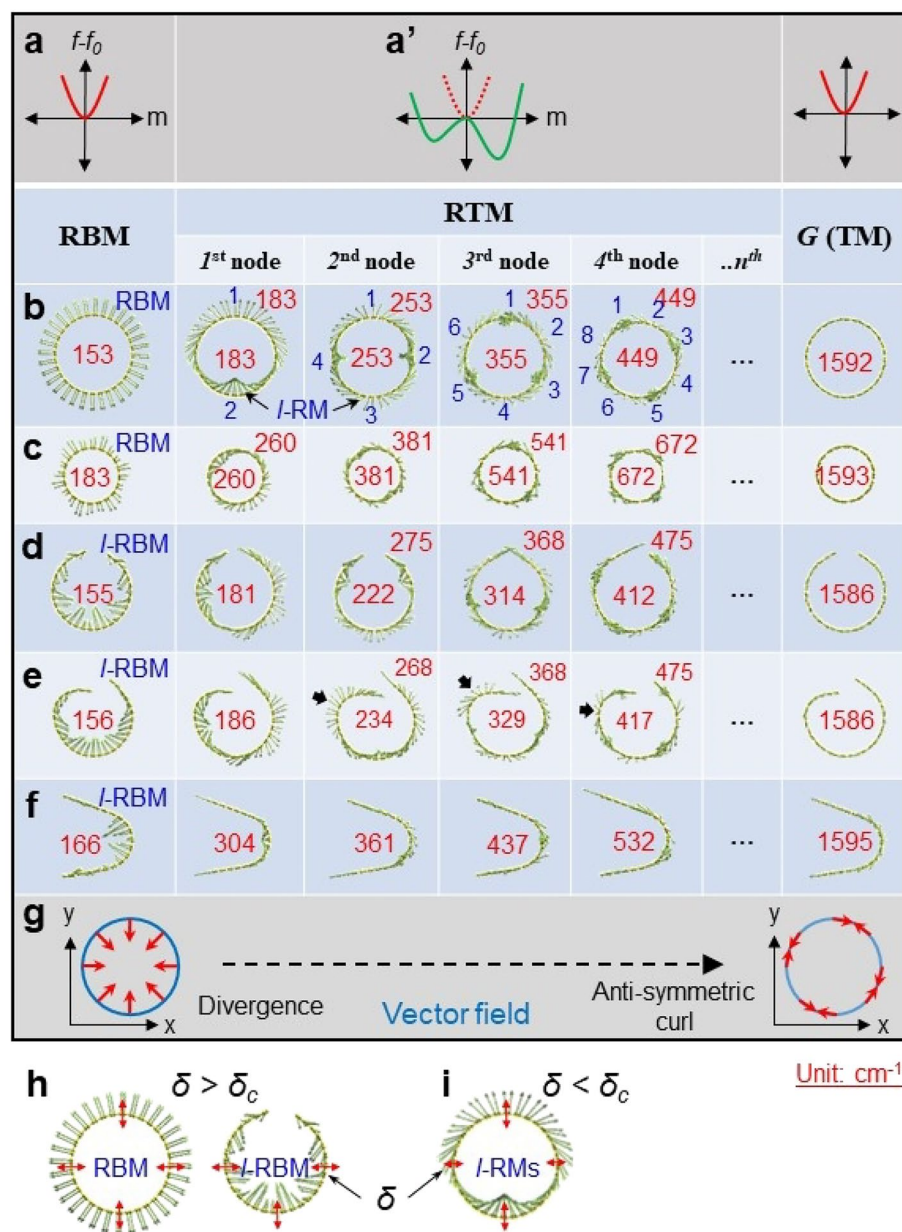 a f-f0 m
a’ f-f0 m
RBM RTM G (TM)
1st node 2nd node 3rd node 4th node ..nth
b RBM 153
1 183 183 2 I-RM
1 253 253 2 3 4
1 355 355 2 3 4 5 6
1 449 449 2 3 4 5 6 7 8
... 1592
c RBM 183 260 260 381 381 541 541 672 672 ... 1593
d I-RBM 155 181 275 222 368 314 475 412 ... 1586
e I-RBM 156 186 268 234 368 329 475 417 ... 1586
f I-RBM 166 304 361 437 532 ... 1595
g y x
Divergence Vector field Anti-symmetric
curl
y x
Unit: cm-1
h δ > δc
RBM I-RBM δ
i δ < δc
I-RMs